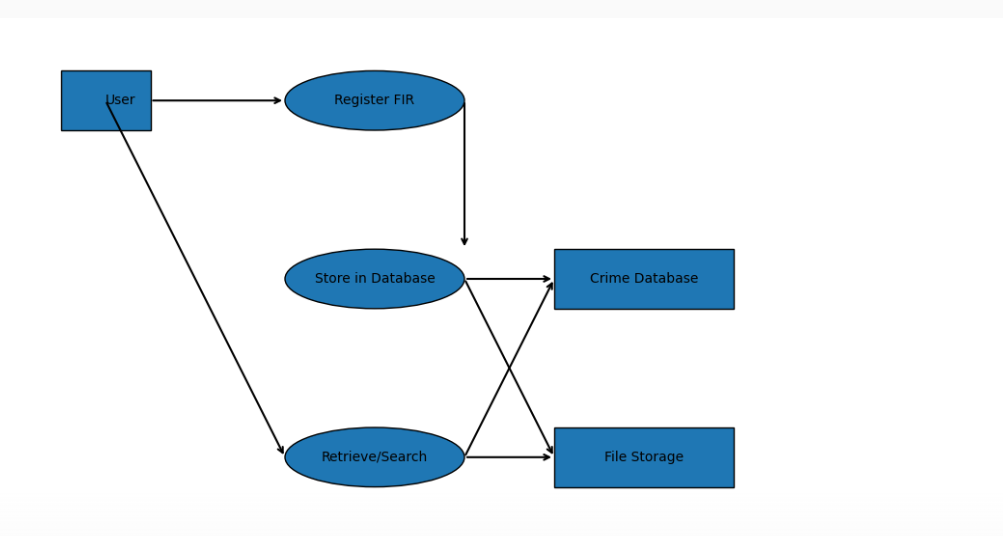 User
Register FIR
Store in Database
Crime Database
Retrieve/Search
File Storage